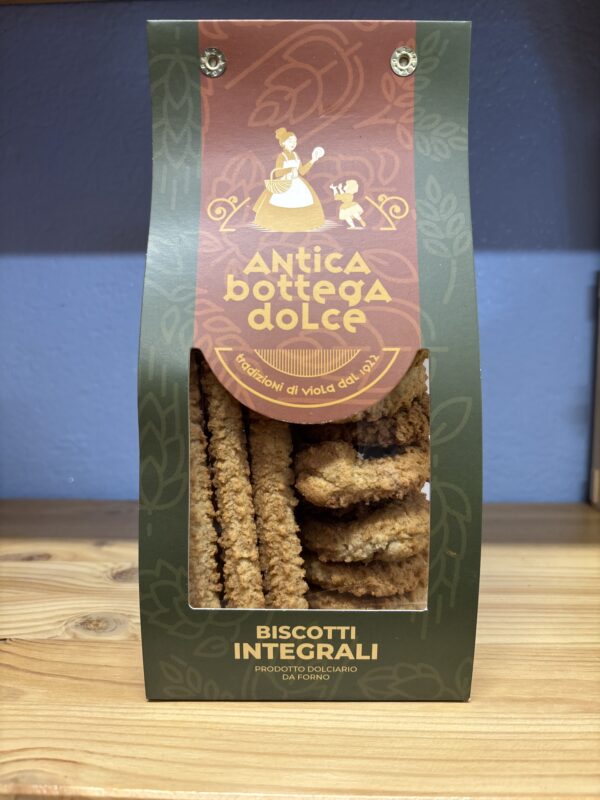 antica
bottega
dolce
tradizioni di viola dal 1922
BISCOTTI
INTEGRALI
PRODOTTO DOLCIARIO
DA FORNO